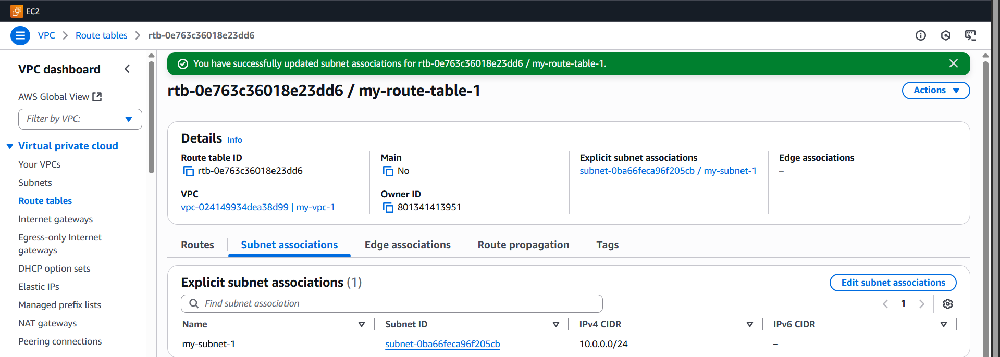 EC2
VPC Route tables rtb-0e763c36018e23dd6
VPC dashboard
AWS Global View
Filter by VPC:
Virtual private cloud
Your VPCs
Subnets
Route tables
Internet gateways
Egress-only Internet
gateways
DHCP option sets
Elastic IPs
Managed prefix lists
NAT gateways
Peering connections
You have successfully updated subnet associations for rtb-0e763c36018e23dd6 / my-route-table-1.
rtb-0e763c36018e23dd6 / my-route-table-1
Actions
Details Info
Route table ID
rtb-0e763c36018e23dd6
Main
No
Explicit subnet associations
subnet-0ba66feca96f205cb / my-subnet-1
Edge associations
–
VPC
vpc-024149934dea38d99 | my-vpc-1
Owner ID
801341413951
Routes Subnet associations Edge associations Route propagation Tags
Explicit subnet associations (1)
Edit subnet associations
Find subnet association
1
Name Subnet ID IPv4 CIDR IPv6 CIDR
my-subnet-1 subnet-0ba66feca96f205cb 10.0.0.0/24 –